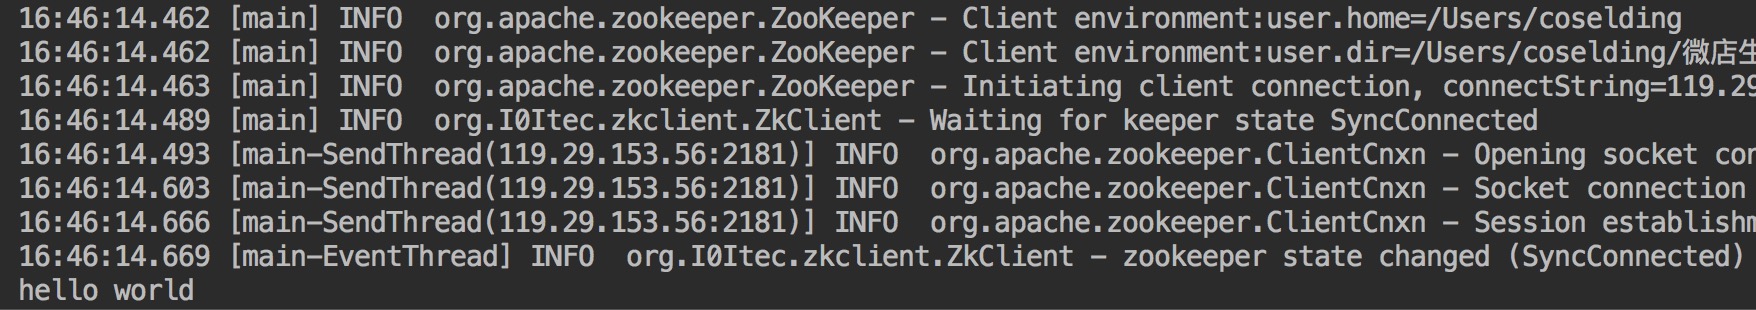 16:46:14.462 [main] INFO  org.apache.zookeeper.ZooKeeper - Client environment:user.home=/Users/coselding
16:46:14.462 [main] INFO  org.apache.zookeeper.ZooKeeper - Client environment:user.dir=/Users/coselding/微店生
16:46:14.463 [main] INFO  org.apache.zookeeper.ZooKeeper - Initiating client connection, connectString=119.29
16:46:14.489 [main] INFO  org.I0Itec.zkclient.ZkClient - Waiting for keeper state SyncConnected
16:46:14.493 [main-SendThread(119.29.153.56:2181)] INFO  org.apache.zookeeper.ClientCnxn - Opening socket con
16:46:14.603 [main-SendThread(119.29.153.56:2181)] INFO  org.apache.zookeeper.ClientCnxn - Socket connection
16:46:14.666 [main-SendThread(119.29.153.56:2181)] INFO  org.apache.zookeeper.ClientCnxn - Session establishm
16:46:14.669 [main-EventThread] INFO  org.I0Itec.zkclient.ZkClient - zookeeper state changed (SyncConnected)
hello world